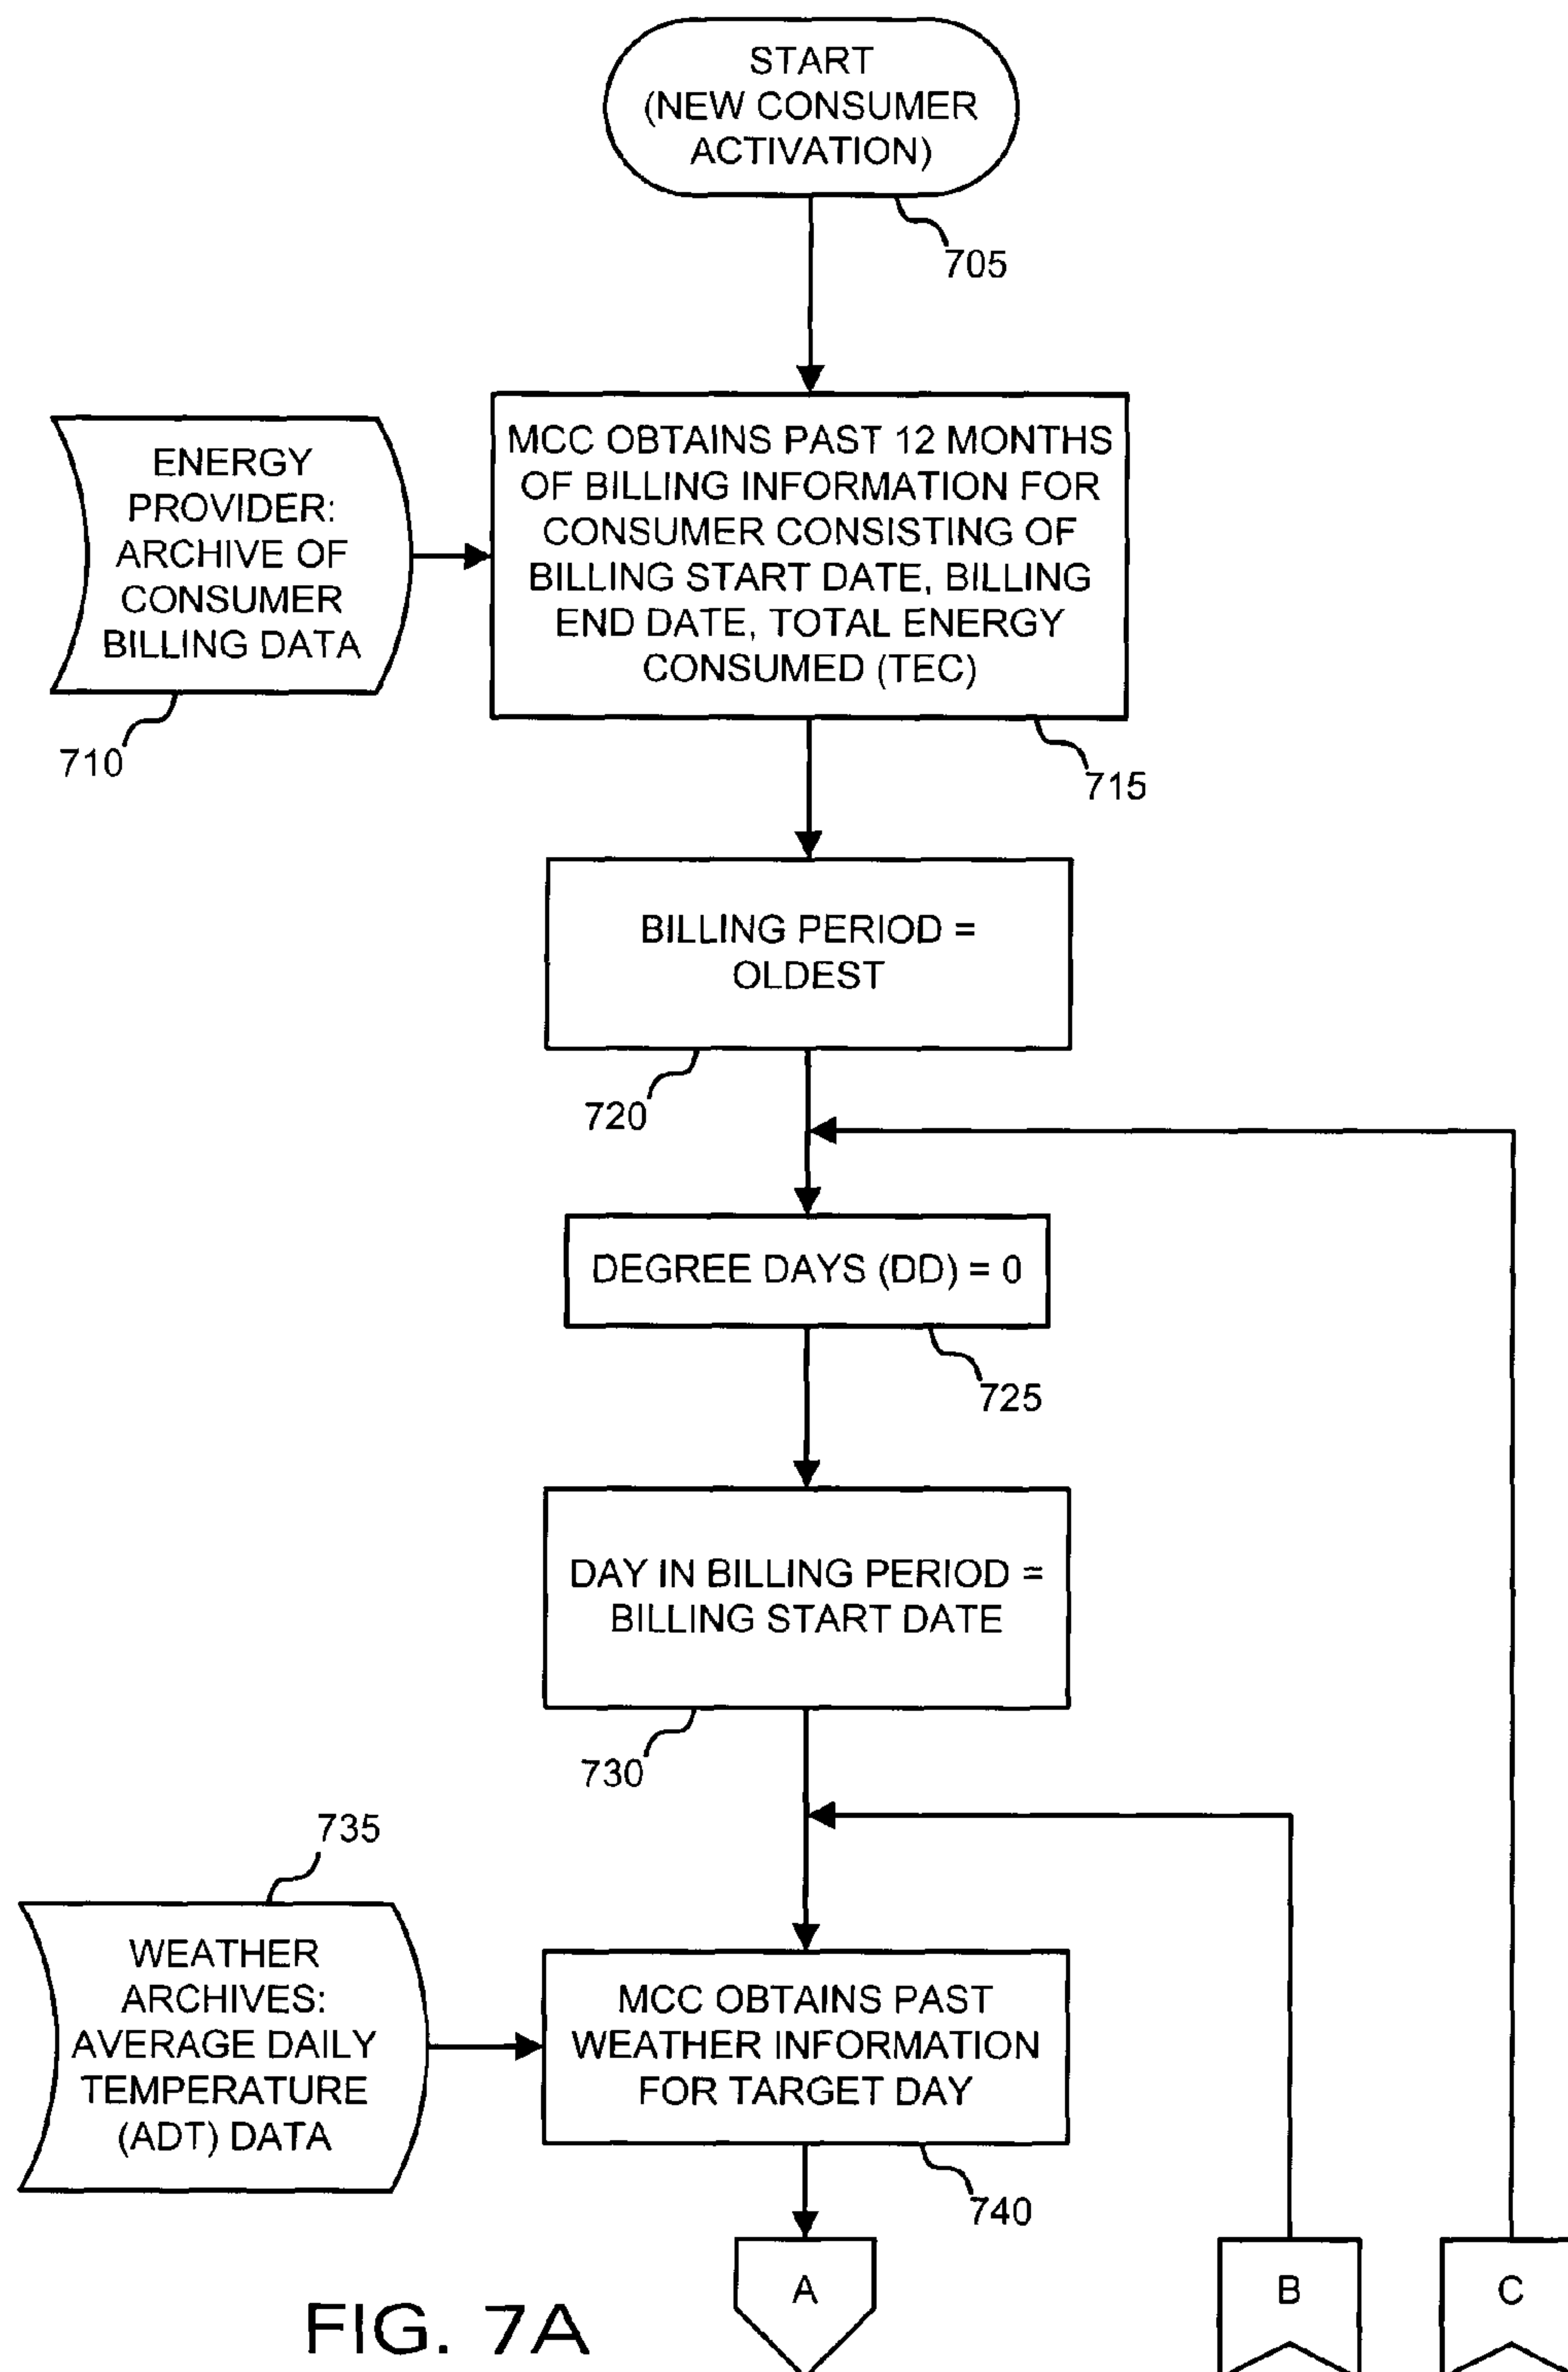 START
(NEW CONSUMER
ACTIVATION)
705
ENERGY
PROVIDER:
ARCHIVE OF
CONSUMER
BILLING DATA
710
MCC OBTAINS PAST 12 MONTHS
OF BILLING INFORMATION FOR
CONSUMER CONSISTING OF
BILLING START DATE, BILLING
END DATE, TOTAL ENERGY
CONSUMED (TEC)
715
BILLING PERIOD =
OLDEST
720
DEGREE DAYS (DD) = 0
725
DAY IN BILLING PERIOD =
BILLING START DATE
730
735
WEATHER
ARCHIVES:
AVERAGE DAILY
TEMPERATURE
(ADT) DATA
MCC OBTAINS PAST
WEATHER INFORMATION
FOR TARGET DAY
740
A
B
C
FIG. 7A